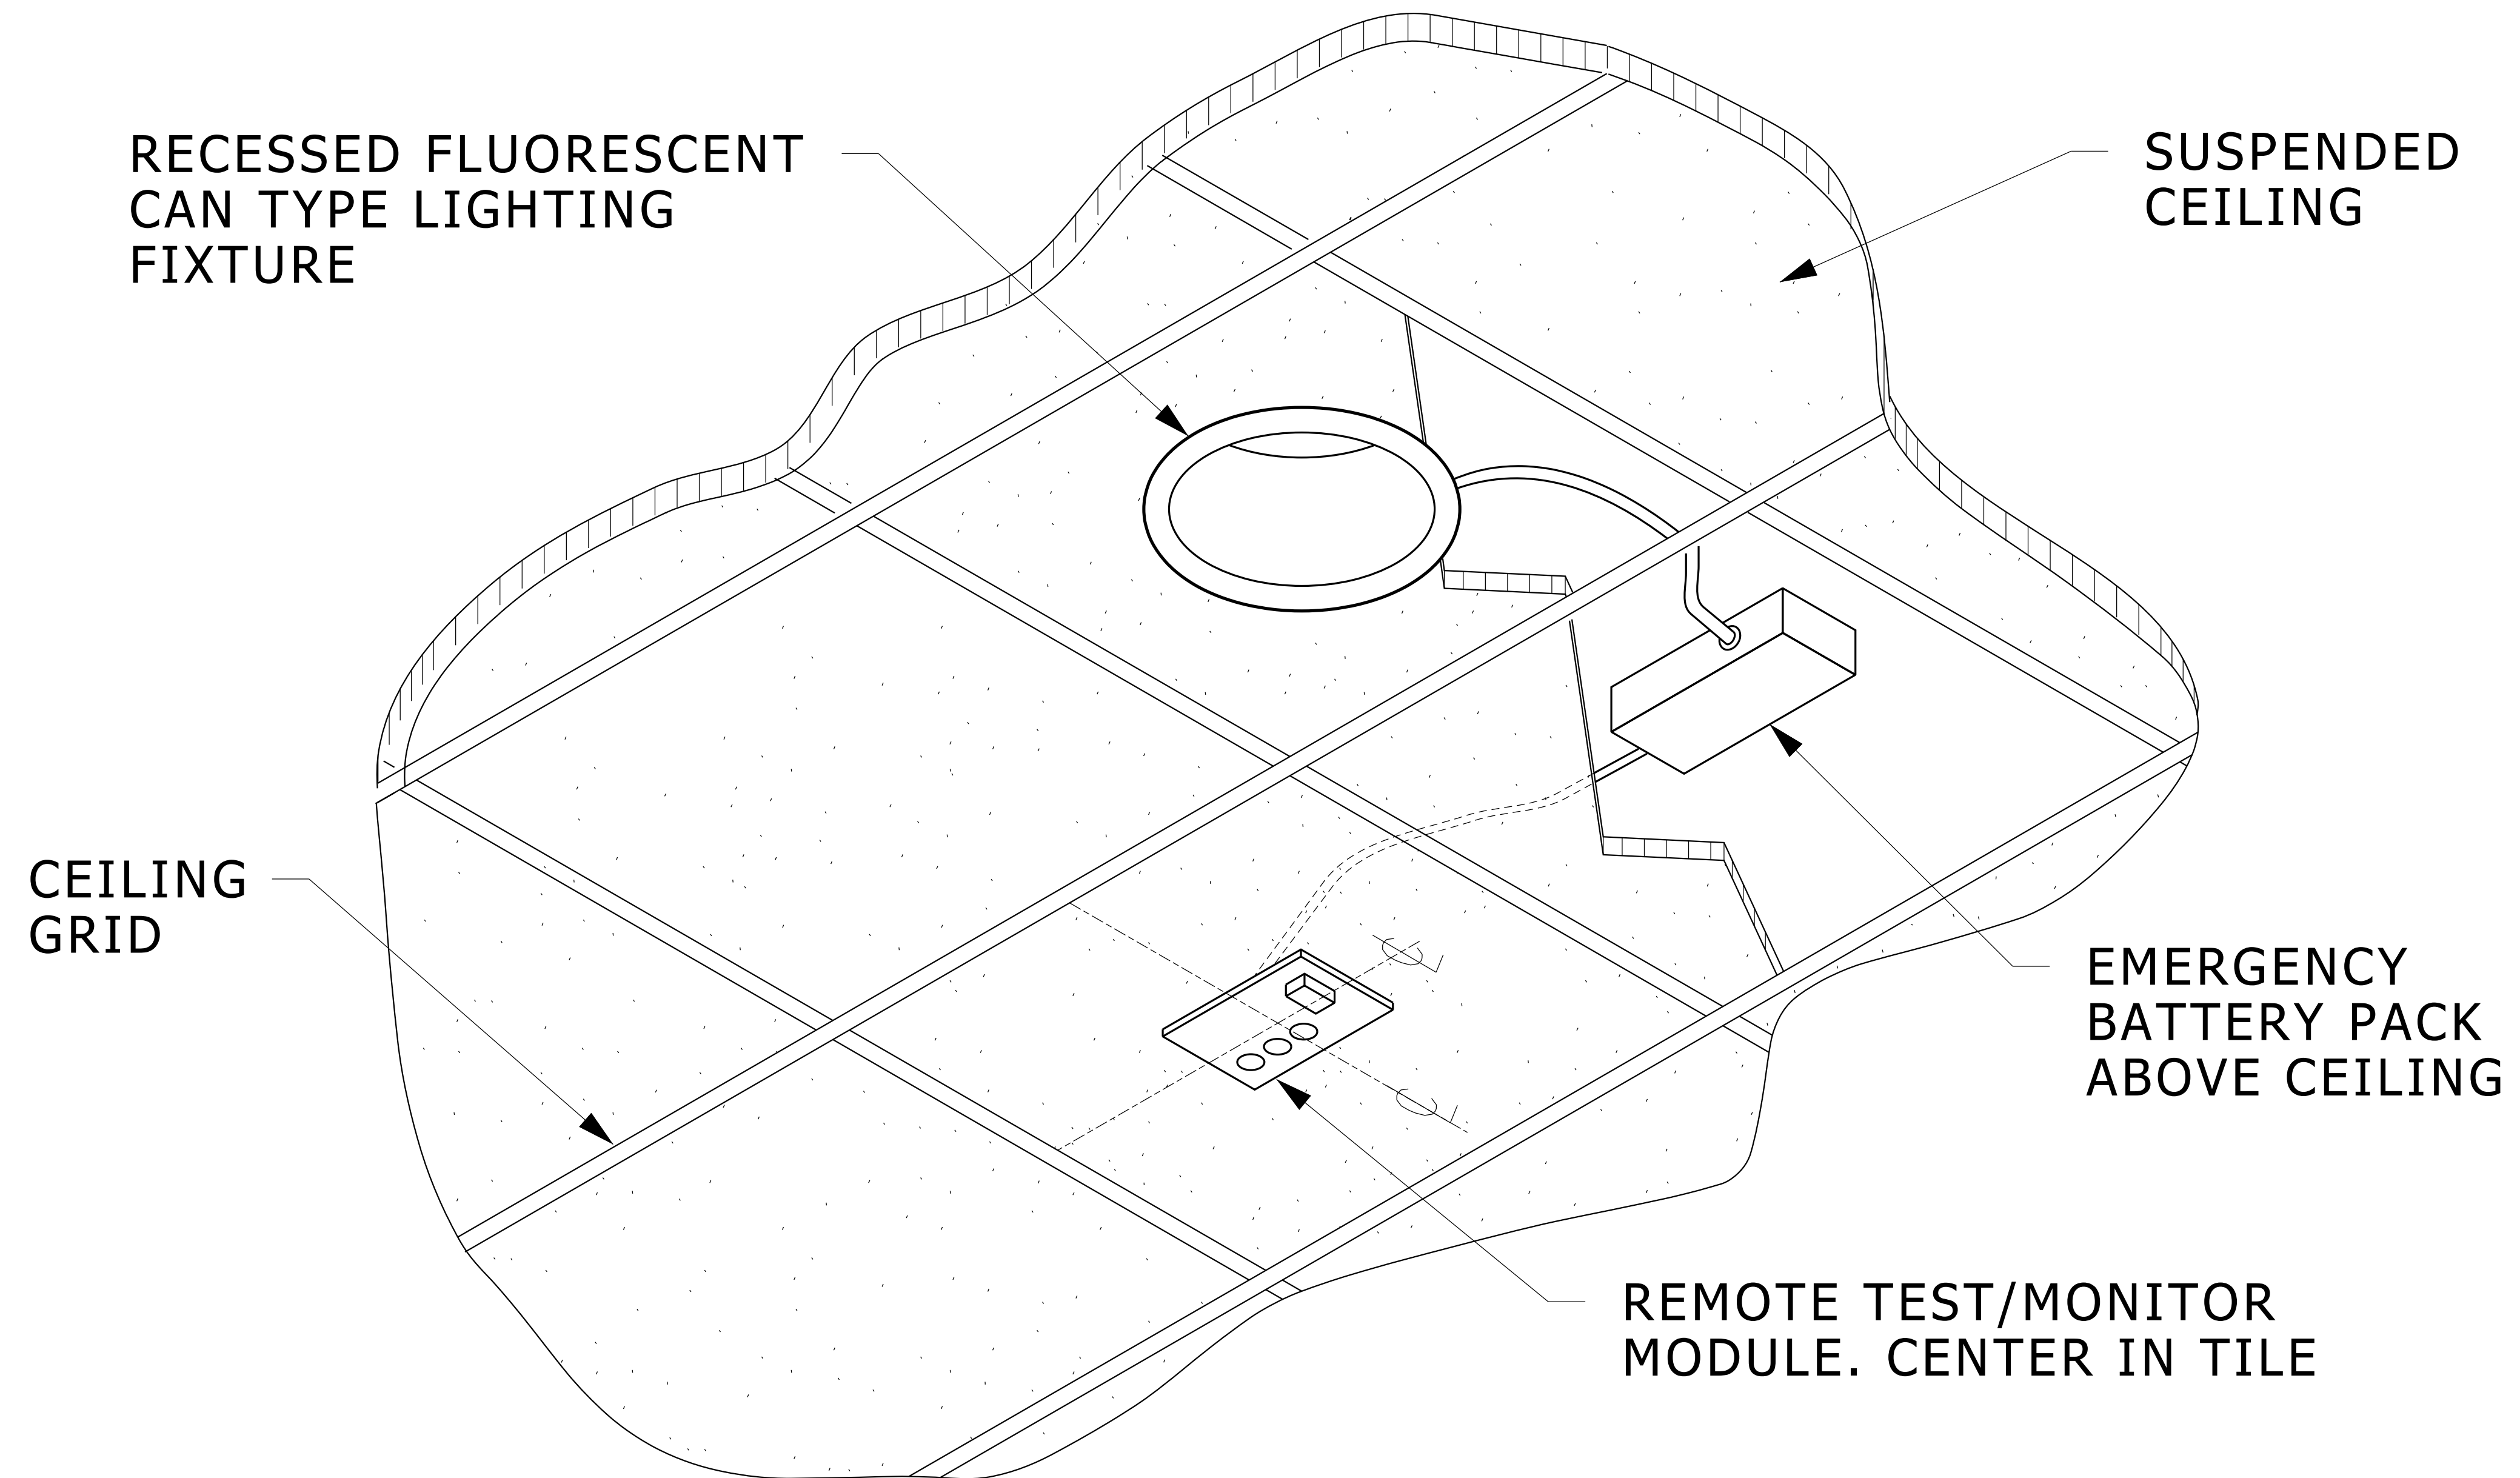 RECESSED FLUORESCENT
CAN TYPE LIGHTING
FIXTURE
SUSPENDED
CEILING
CEILING
GRID
EMERGENCY
BATTERY PACK
ABOVE CEILING
REMOTE TEST/MONITOR
MODULE. CENTER IN TILE